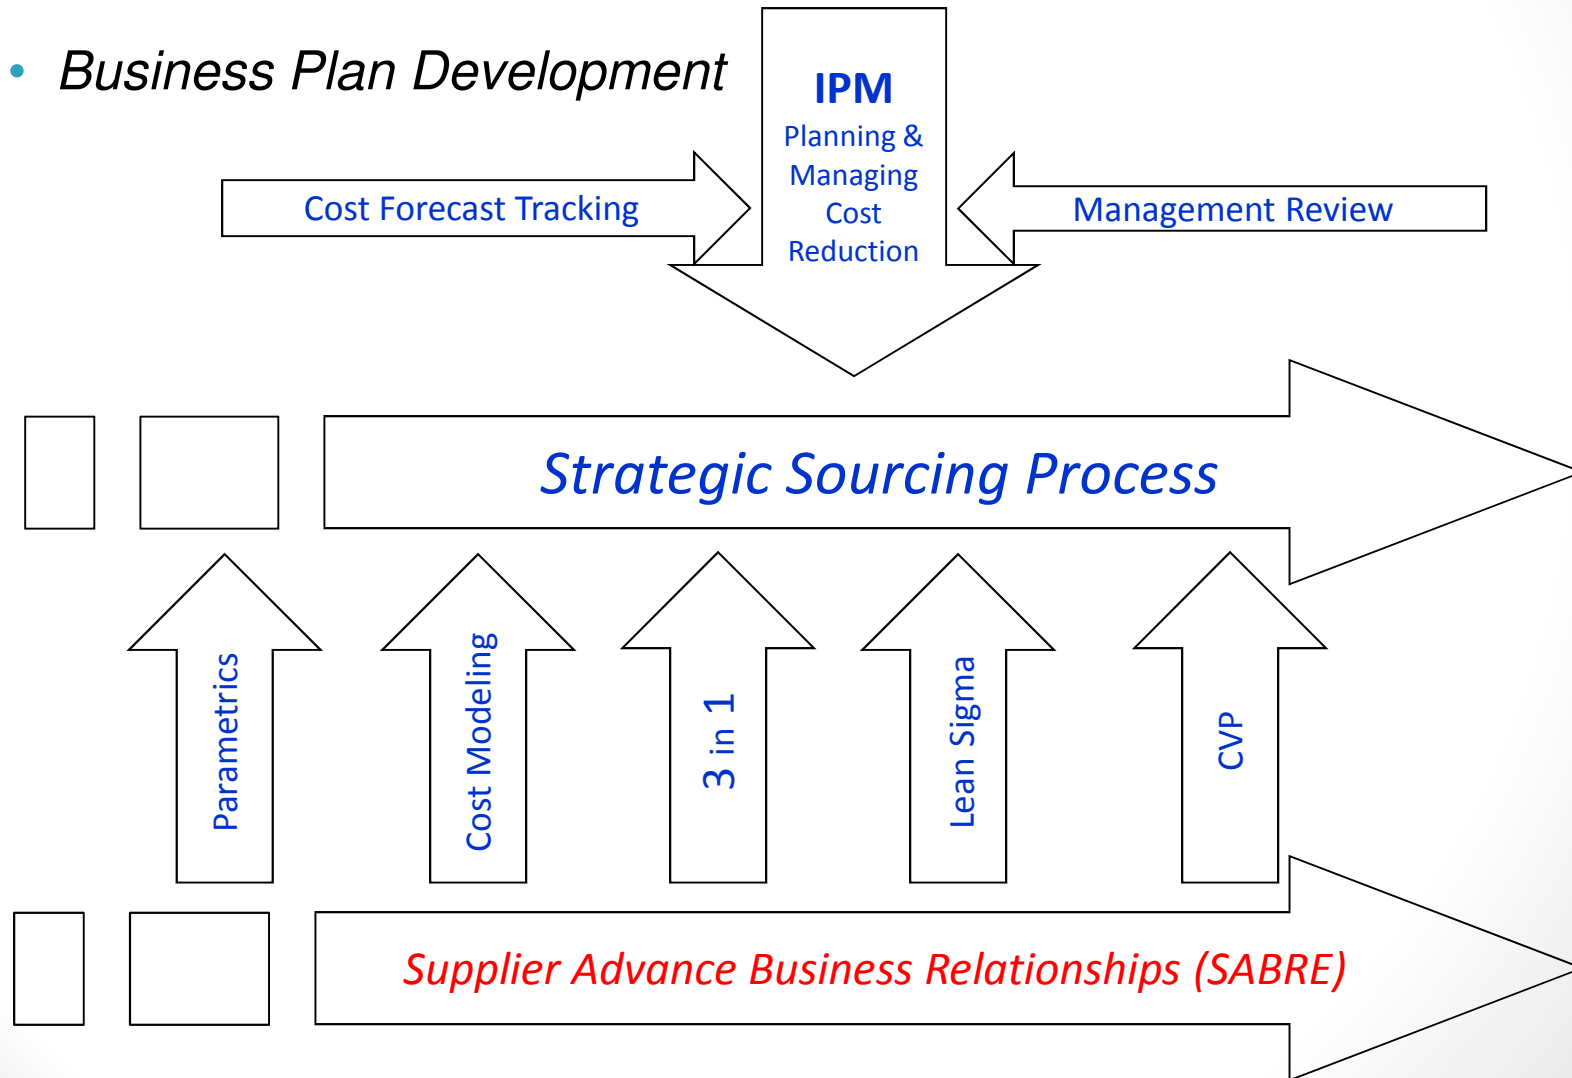 • Business Plan Development
IPM
Planning &
Managing
Cost
Reduction
Cost Forecast Tracking
Management Review
Strategic Sourcing Process
Parametrics
Cost Modeling
3 in 1
Lean Sigma
CVP
Supplier Advance Business Relationships (SABRE)